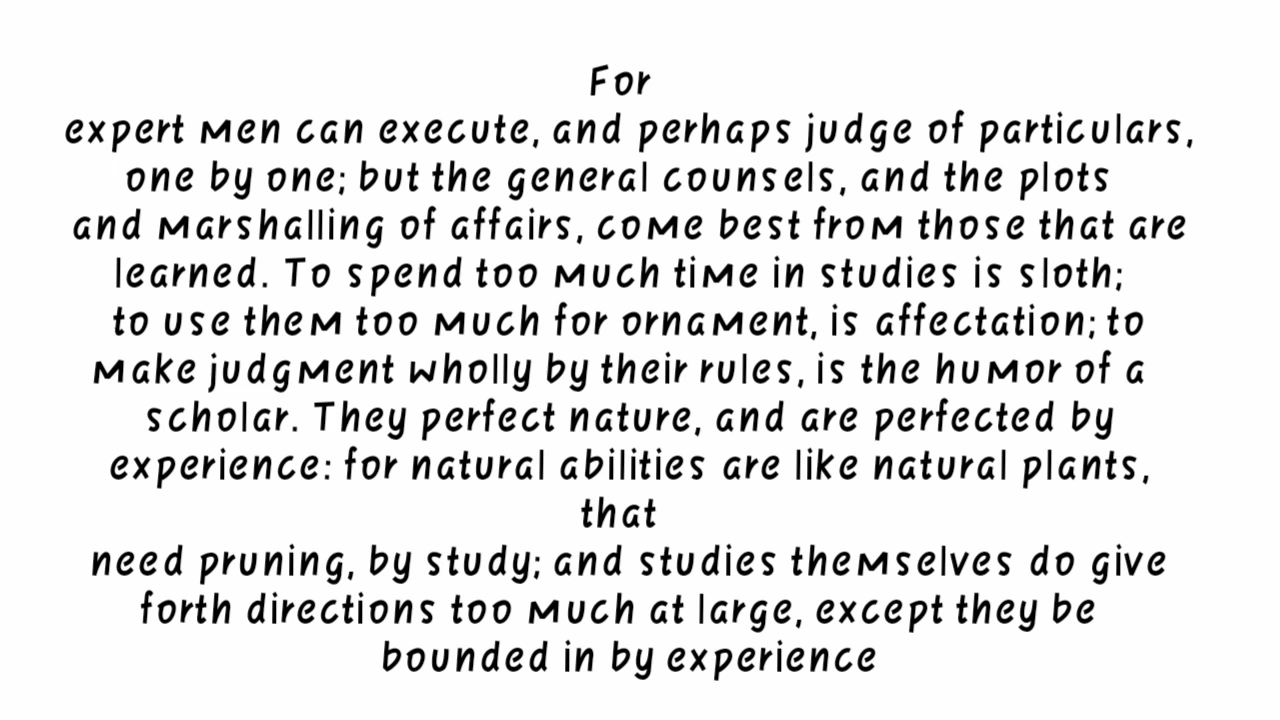 For
expert men can execute, and perhaps judge of particulars,
one by one; but the general counsels, and the plots
and marshalling of affairs, come best from those that are
learned. To spend too much time in studies is sloth;
to use them too much for ornament, is affectation; to
make judgment wholly by their rules, is the humor of a
scholar. They perfect nature, and are perfected by
experience: for natural abilities are like natural plants,
that
need pruning, by study; and studies themselves do give
forth directions too much at large, except they be
bounded in by experience